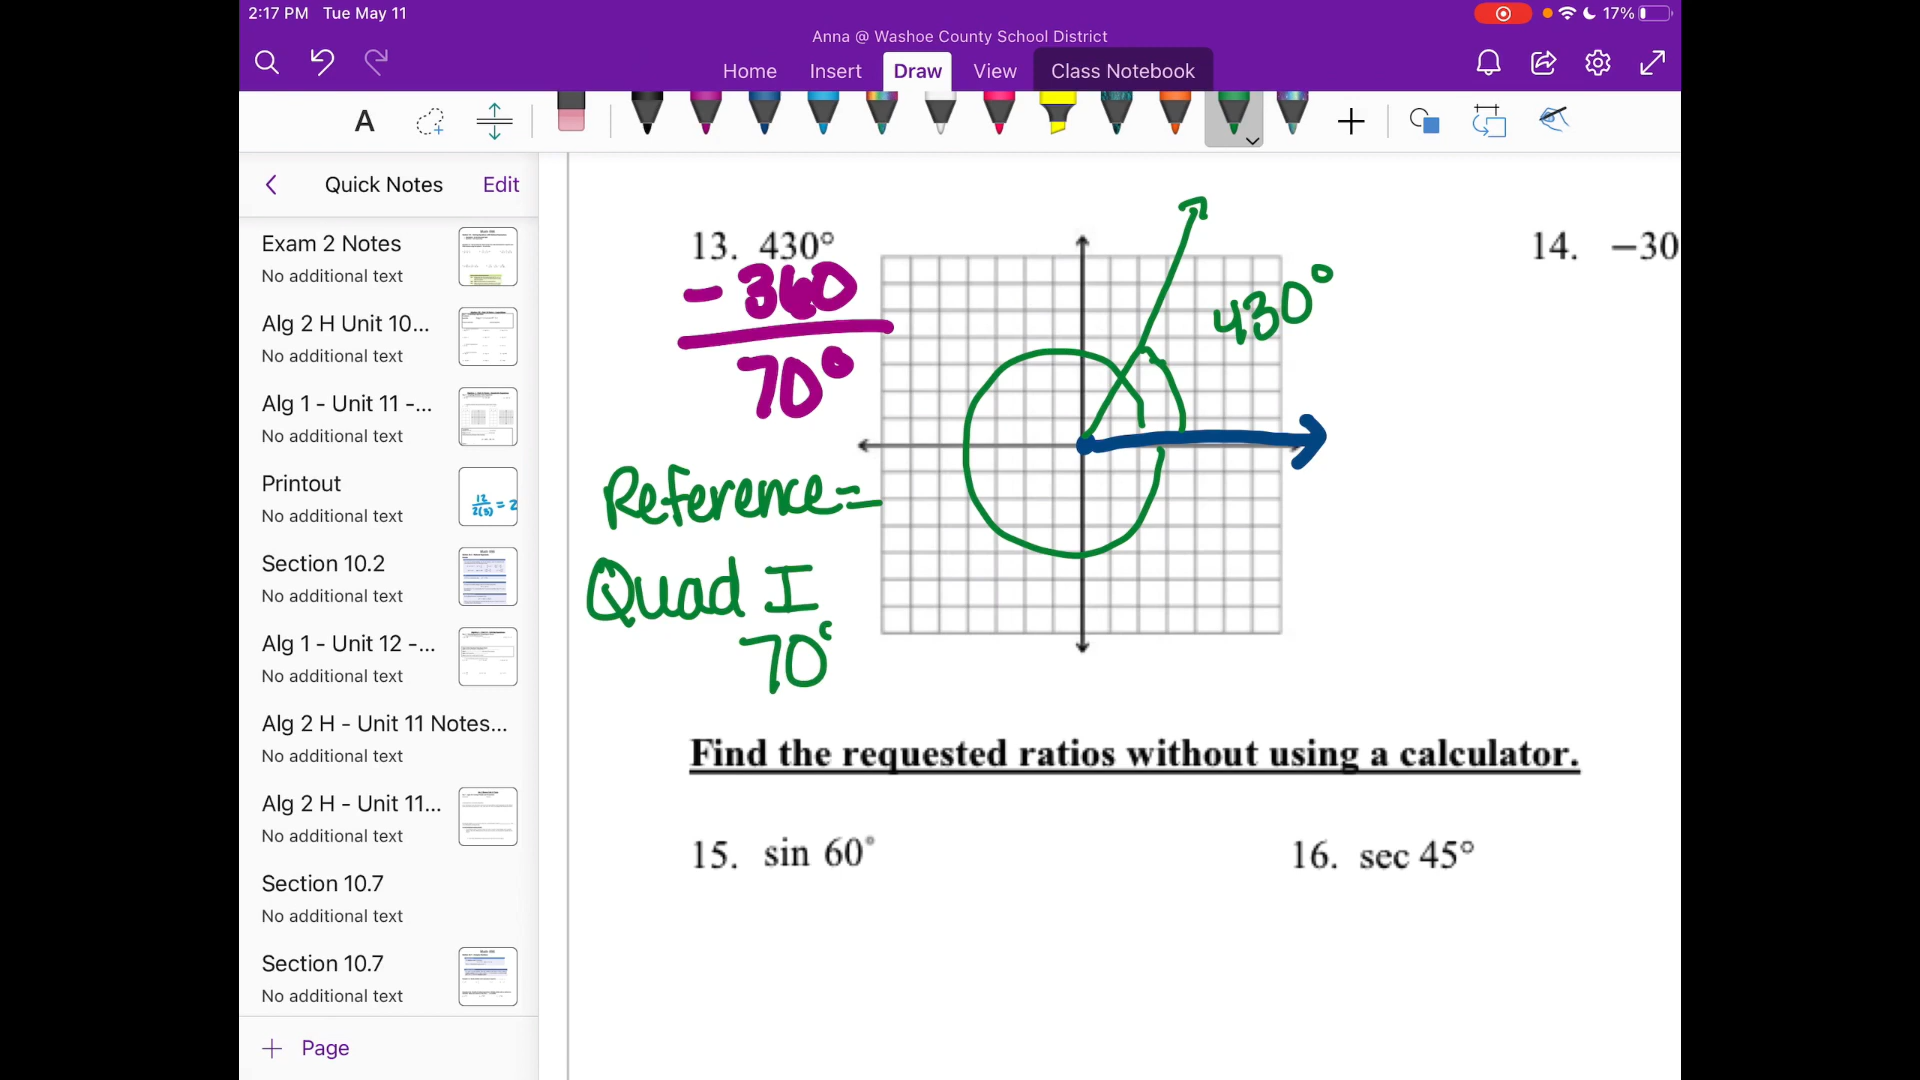 2:17 PM Tue May 11
17%
Anna @ Washoe County School District
Home Insert Draw View Class Notebook
A
Quick Notes Edit
Exam 2 Notes
No additional text
Alg 2 H Unit 10...
No additional text
Alg 1 - Unit 11 -...
No additional text
Printout
No additional text
12/2(3) = 2
Section 10.2
No additional text
Alg 1 - Unit 12 -...
No additional text
Alg 2 H - Unit 11 Notes...
No additional text
Alg 2 H - Unit 11...
No additional text
Section 10.7
No additional text
Section 10.7
No additional text
+ Page
13. 430°
- 360
70°
430°
Reference =
Quad I
70°
14. −30
Find the requested ratios without using a calculator.
15. sin 60°
16. sec 45°